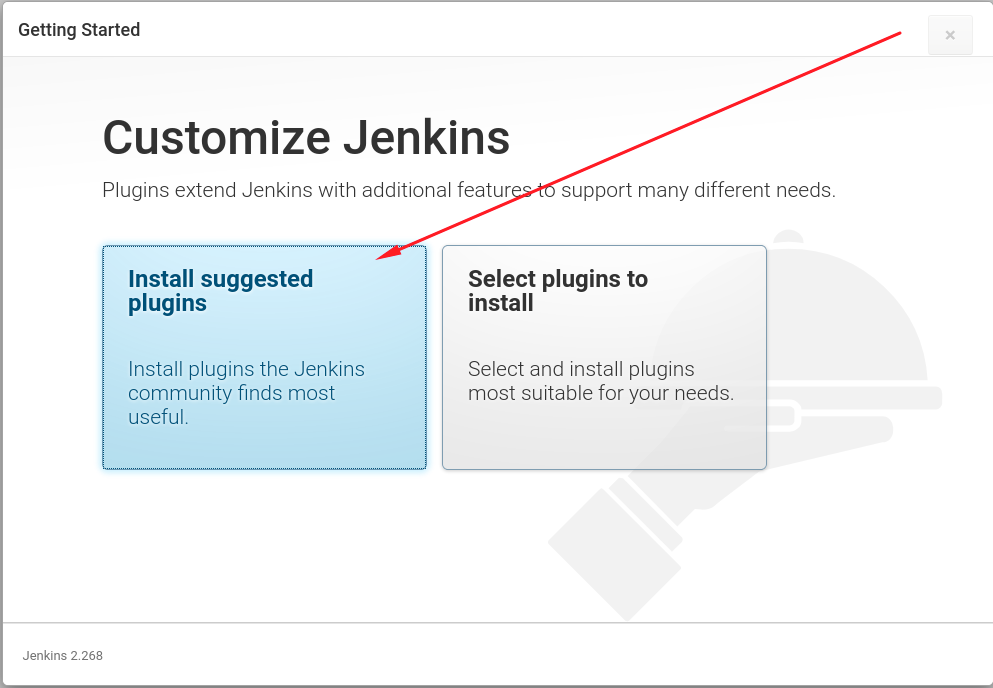 Getting Started
×
Customize Jenkins
Plugins extend Jenkins with additional features to support many different needs.
Install suggested
plugins
Install plugins the Jenkins
community finds most
useful.
Select plugins to
install
Select and install plugins
most suitable for your needs.
Jenkins 2.268